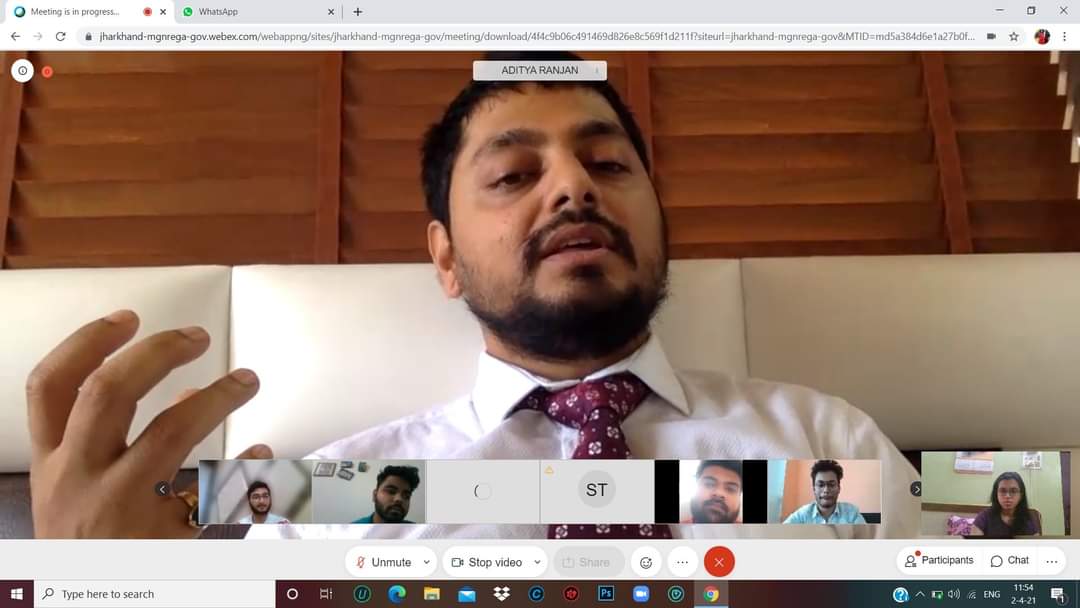 Meeting is in progress...
WhatsApp
jharkhand-mgnrega-gov.webex.com/webappng/sites/jharkhand-mgnrega-gov/meeting/download/4f4c9b06c491469d826e8c569f1d211f?siteurl=jharkhand-mgnrega-gov&MTID=md5a384d6e1a27b0f...
ADITYA RANJAN
ST
Unmute
Stop video
Share
Participants
Chat
Type here to search
Ps
ENG
11:54
2-4-21
1